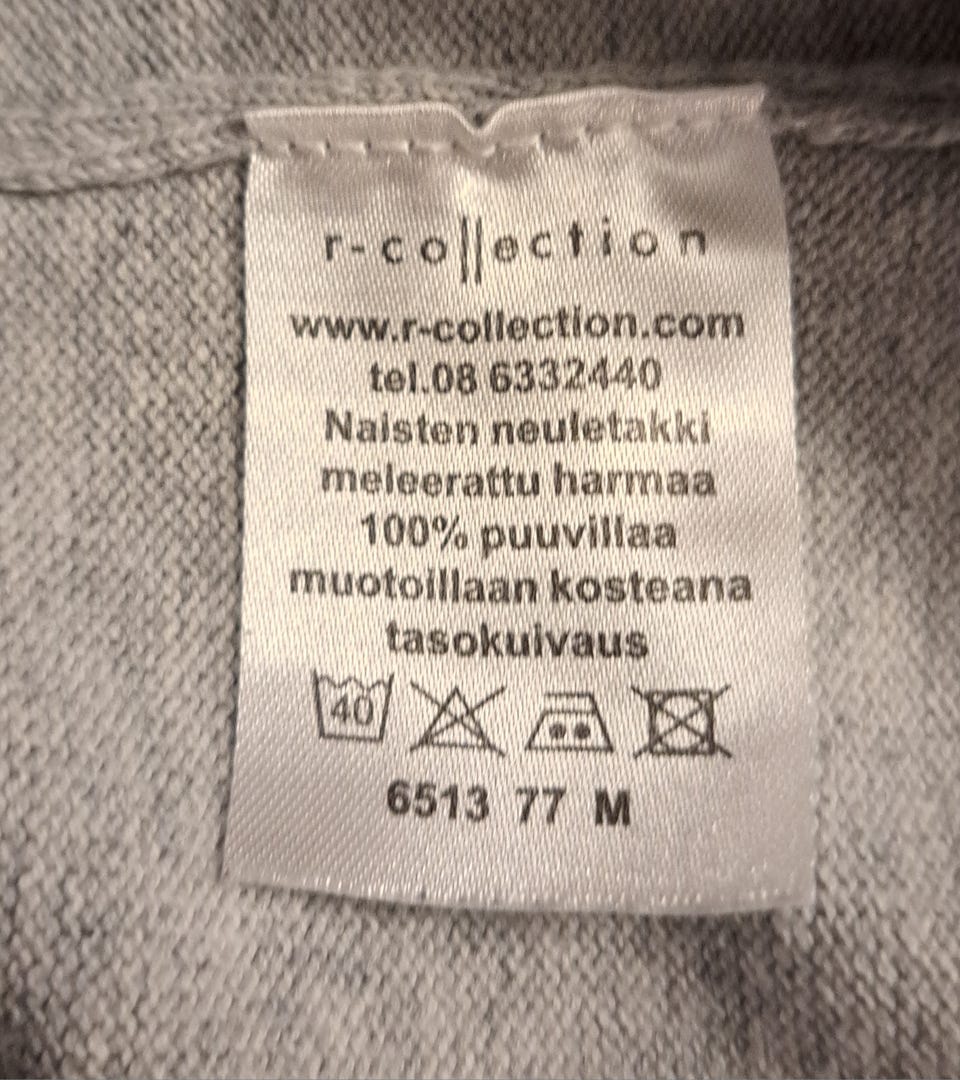 r-collection
www.r-collection.com
tel.08 6332440
Naisten neuletakki
meleerattu harmaa
100% puuvillaa
muotoillaan kosteana
tasokuivaus
40
6513 77 M